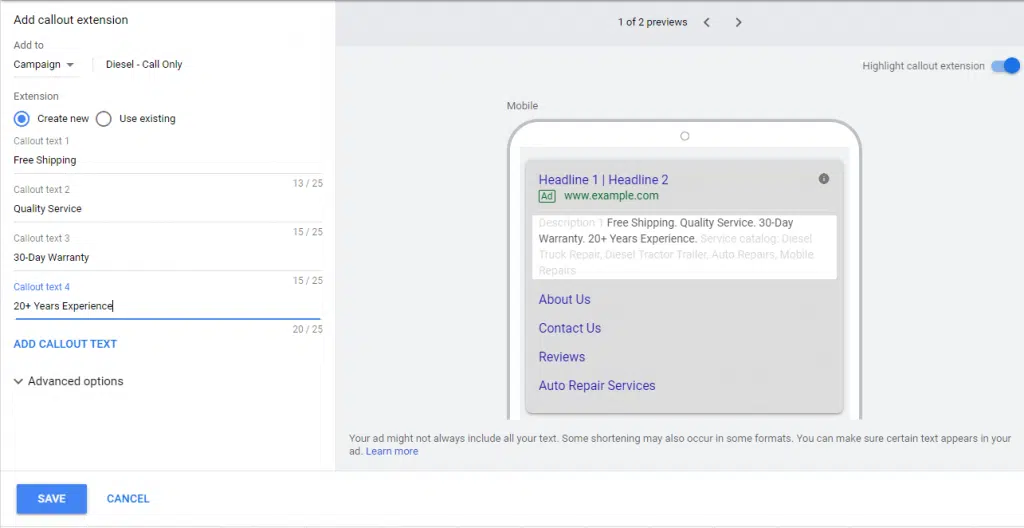 Add callout extension
Add to
Campaign
Diesel - Call Only
Extension
Create new
Use existing
Callout text 1
Free Shipping
13 / 25
Callout text 2
Quality Service
15 / 25
Callout text 3
30-Day Warranty
15 / 25
Callout text 4
20+ Years Experience
20 / 25
ADD CALLOUT TEXT
Advanced options
SAVE
CANCEL
1 of 2 previews
Highlight callout extension
Mobile
Headline 1 | Headline 2
Ad www.example.com
Description 1 Free Shipping. Quality Service. 30-Day
Warranty. 20+ Years Experience. Service catalog: Diesel
Truck Repair, Diesel Tractor Trailer, Auto Repairs, Mobile
Repairs
About Us
Contact Us
Reviews
Auto Repair Services
Your ad might not always include all your text. Some shortening may also occur in some formats. You can make sure certain text appears in your
ad. Learn more